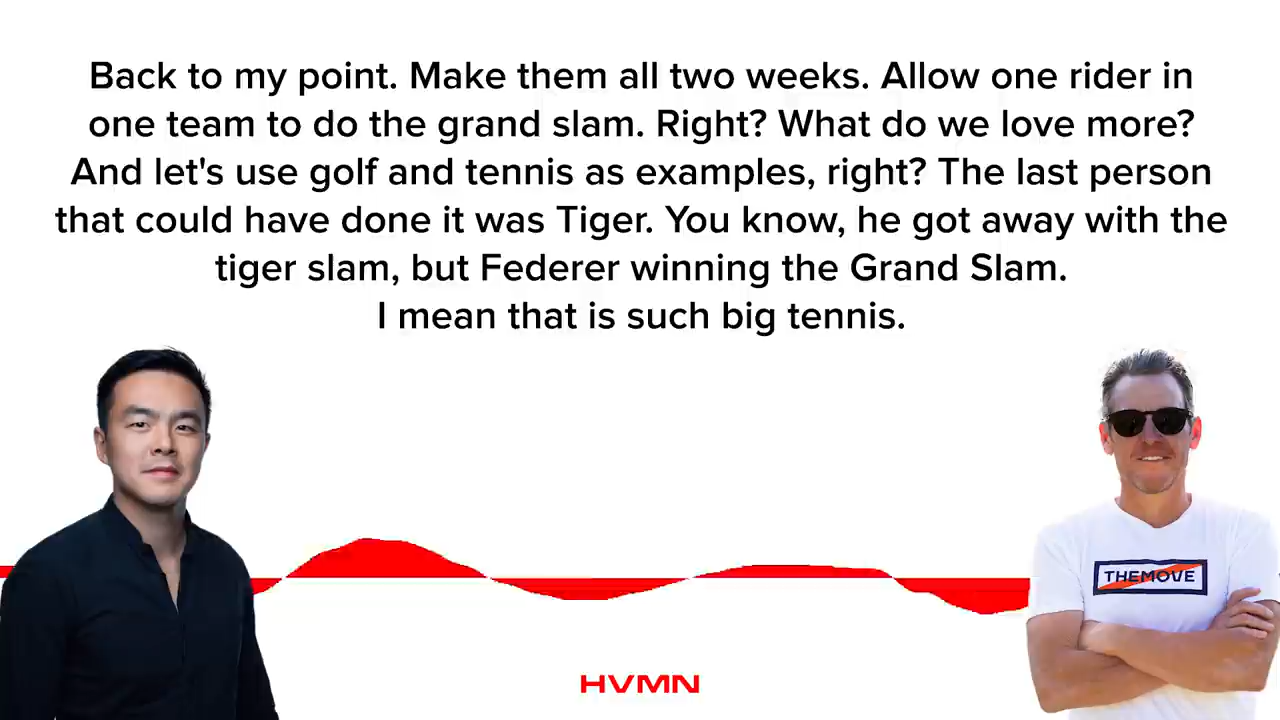 Back to my point. Make them all two weeks. Allow one rider in
one team to do the grand slam. Right? What do we love more?
And let's use golf and tennis as examples, right? The last person
that could have done it was Tiger. You know, he got away with the
tiger slam, but Federer winning the Grand Slam.
I mean that is such big tennis.
THEMOVE
HVMN